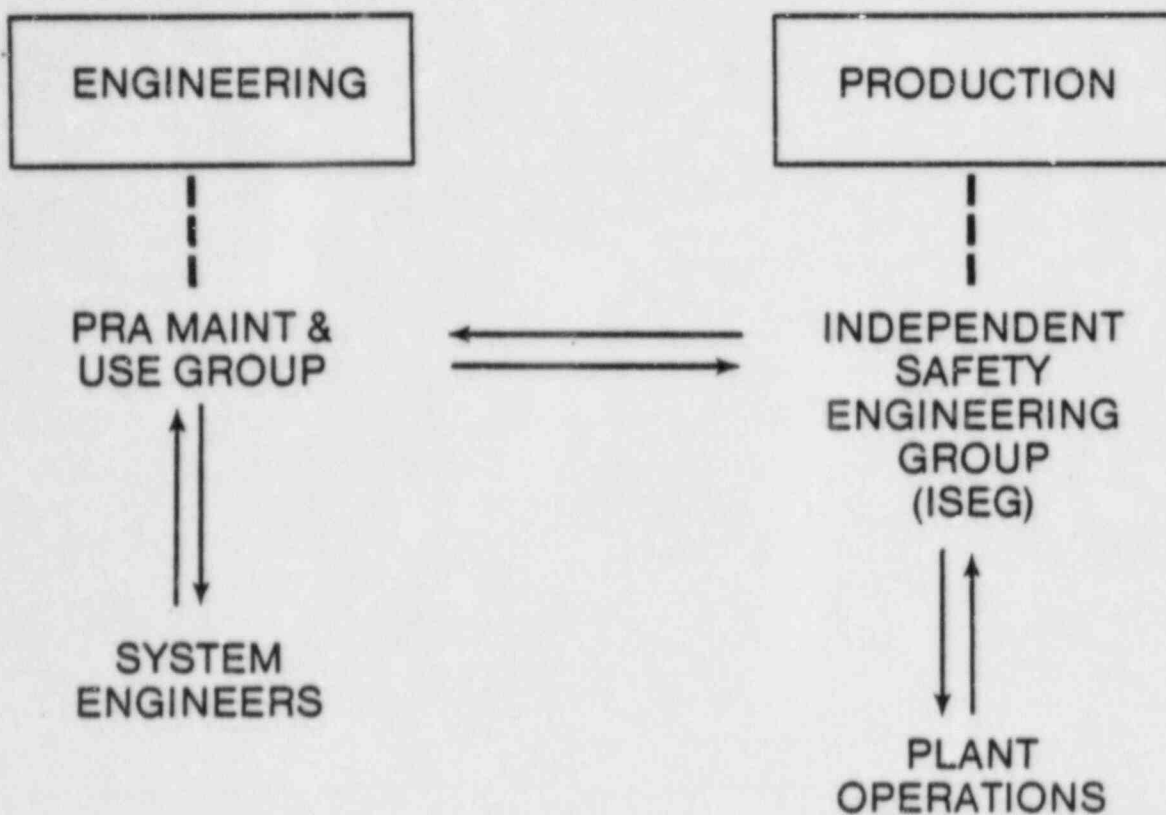 ENGINEERING
PRODUCTION
PRA MAINT &
USE GROUP
INDEPENDENT
SAFETY
ENGINEERING
GROUP
(ISEG)
SYSTEM
ENGINEERS
PLANT
OPERATIONS